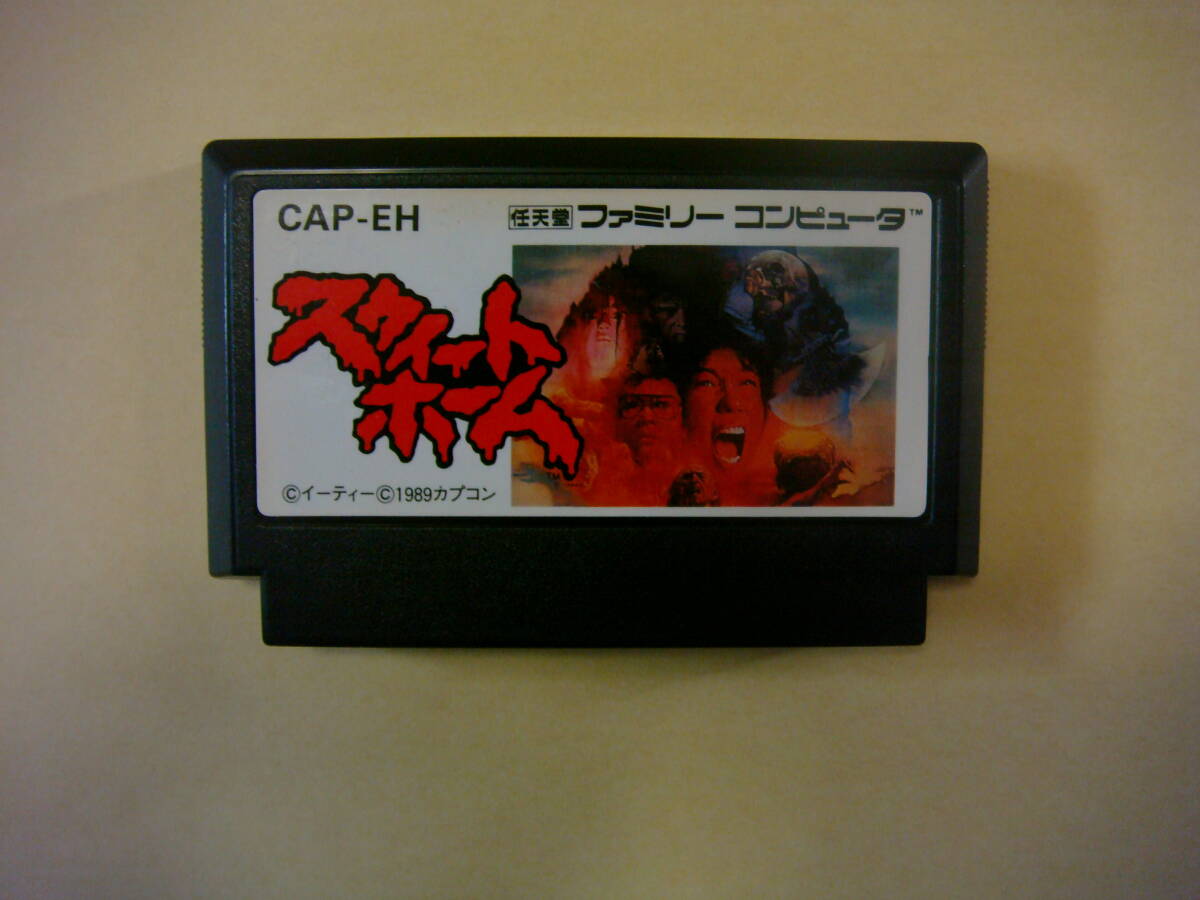 CAP-EH
任天堂 ファミリー コンピュータ™
スウィート
ホーム
TM
©イーティー©1989カプコン